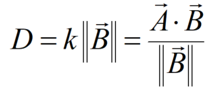 D = k‖B⃗‖ = (A⃗ · B⃗) / ‖B⃗‖